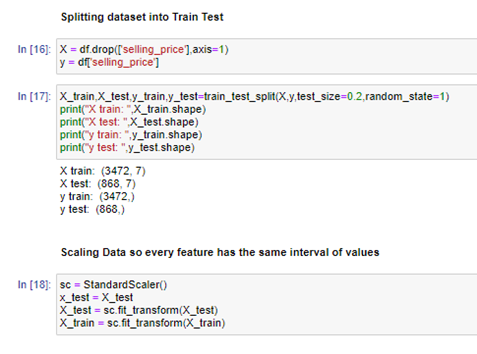 Splitting dataset into Train Test
In [16]: X = df.drop(['selling_price'],axis=1)
y = df['selling_price']
In [17]: X_train,X_test,y_train,y_test=train_test_split(X,y,test_size=0.2,random_state=1)
print("X train: ",X_train.shape)
print("X test: ",X_test.shape)
print("y train: ",y_train.shape)
print("y test: ",y_test.shape)
X train:  (3472, 7)
X test:  (868, 7)
y train:  (3472,)
y test:  (868,)
Scaling Data so every feature has the same interval of values
In [18]: sc = StandardScaler()
x_test = X_test
X_test = sc.fit_transform(X_test)
X_train = sc.fit_transform(X_train)